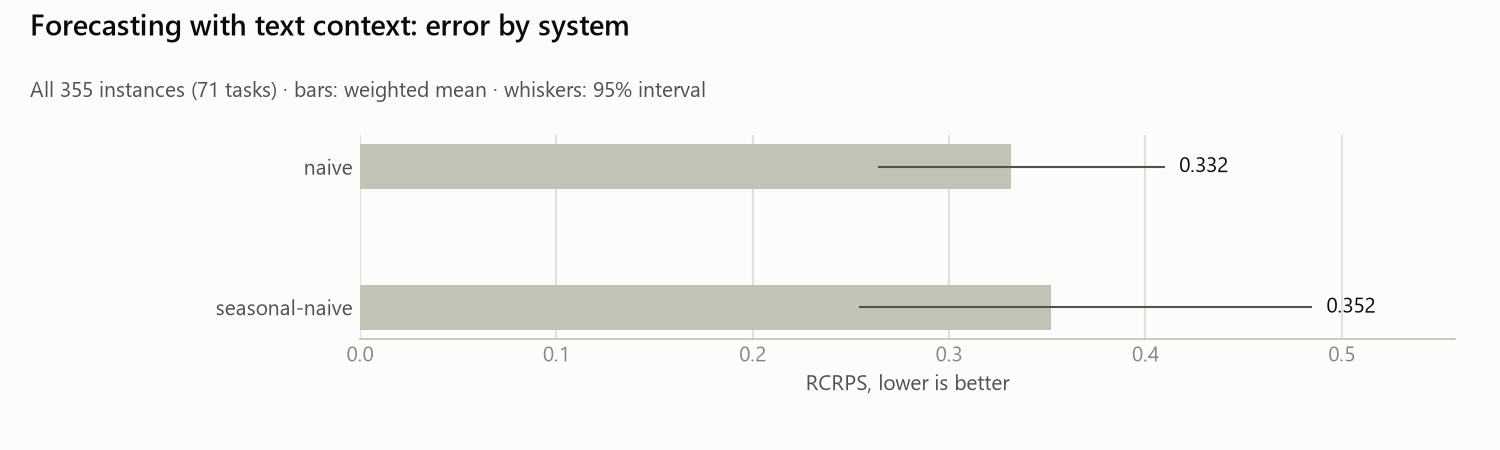 Forecasting with text context: error by system
All 355 instances (71 tasks) · bars: weighted mean · whiskers: 95% interval
naive
0.332
seasonal-naive
0.352
0.0 0.1 0.2 0.3 0.4 0.5
RCRPS, lower is better